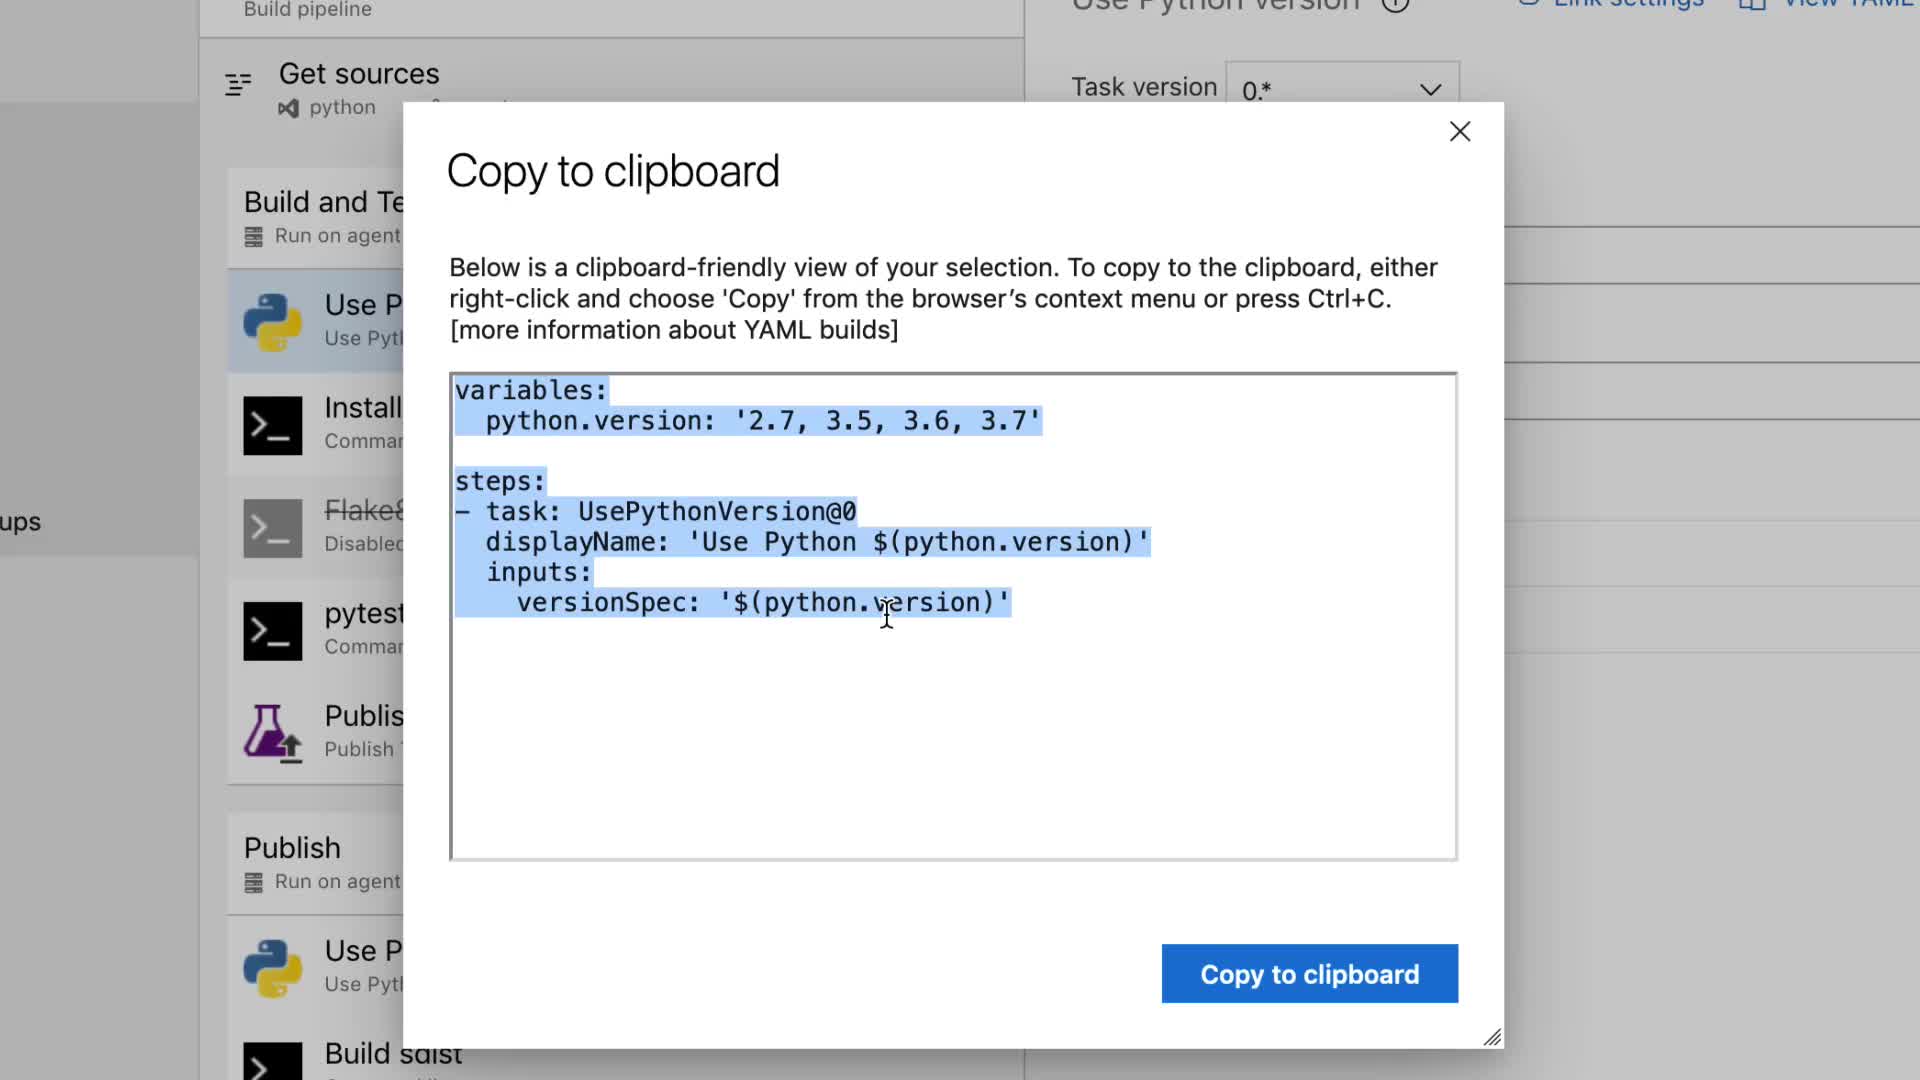 Build pipeline
Use Python version
Link settings
View YAML
Get sources
python
Task version
0.*
Build and Te
Run on agent
Use P
Use Pyth
Install
Comman
Flake8
Disabled
pytest
Comman
Publis
Publish T
Publish
Run on agent
Use P
Use Pyth
Build sdist
ups
Copy to clipboard
Below is a clipboard-friendly view of your selection. To copy to the clipboard, either
right-click and choose 'Copy' from the browser's context menu or press Ctrl+C.
[more information about YAML builds]
variables:
  python.version: '2.7, 3.5, 3.6, 3.7'
steps:
- task: UsePythonVersion@0
  displayName: 'Use Python $(python.version)'
  inputs:
    versionSpec: '$(python.version)'
Copy to clipboard